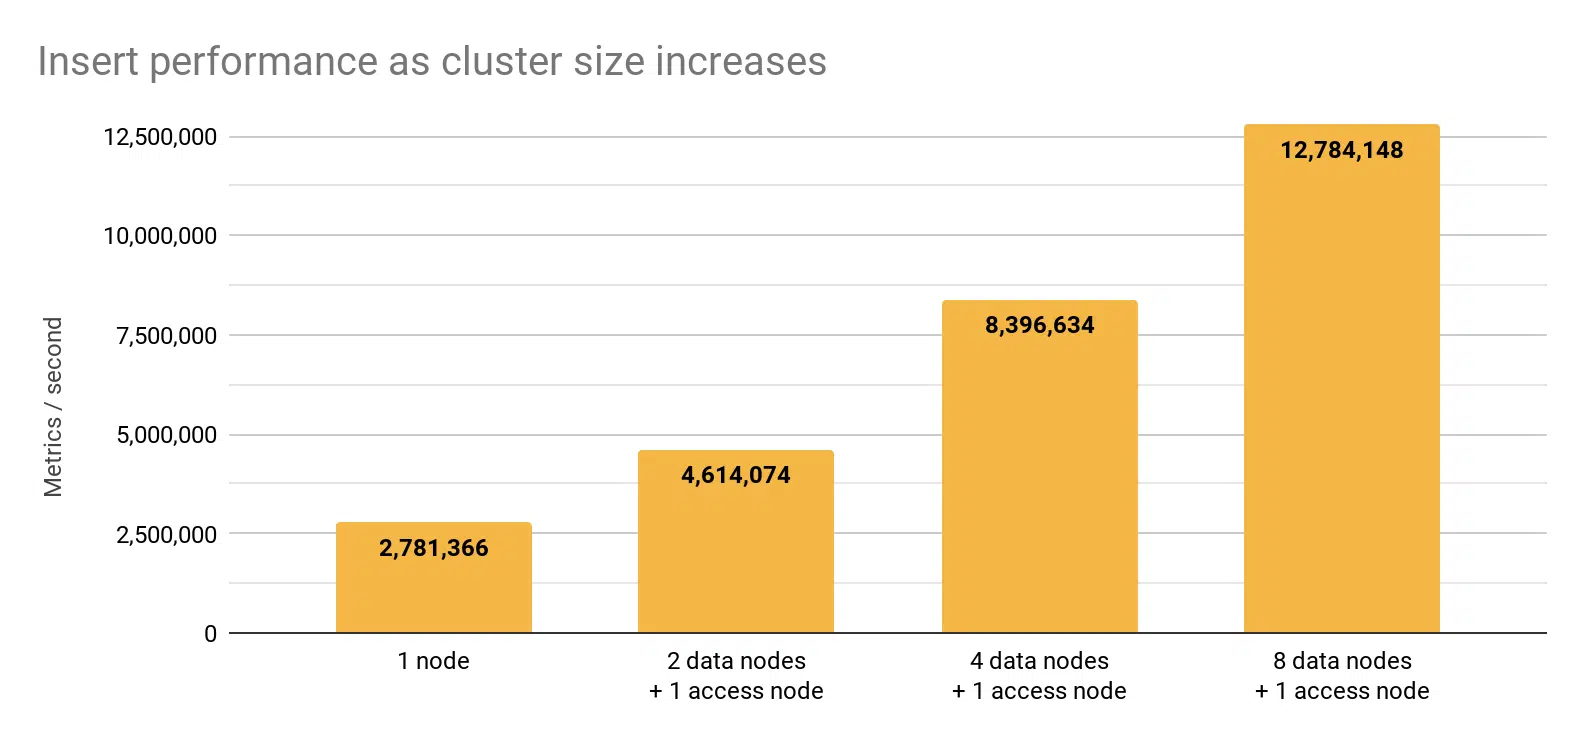 Insert performance as cluster size increases
Metrics / second
12,500,000
10,000,000
7,500,000
5,000,000
2,500,000
0
2,781,366
4,614,074
8,396,634
12,784,148
1 node
2 data nodes
+ 1 access node
4 data nodes
+ 1 access node
8 data nodes
+ 1 access node